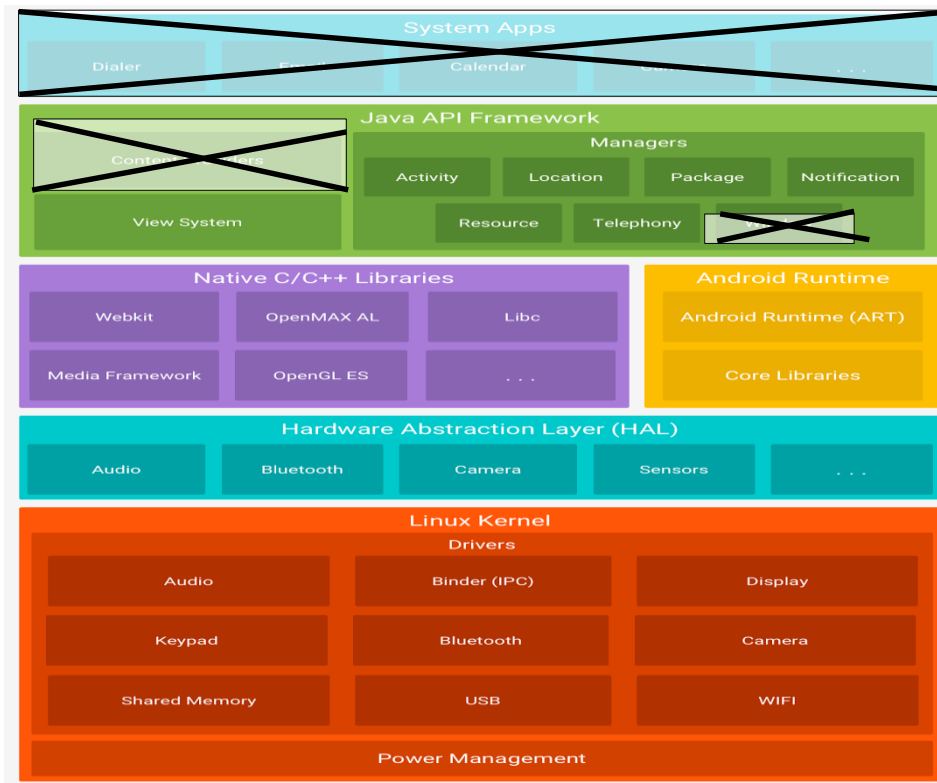 System Apps
Dialer
Calendar
. . .
Java API Framework
Managers
Activity Location Package Notification
View System
Resource Telephony
Native C/C++ Libraries
Webkit OpenMAX AL Libc
Media Framework OpenGL ES . . .
Android Runtime
Android Runtime (ART)
Core Libraries
Hardware Abstraction Layer (HAL)
Audio Bluetooth Camera Sensors . . .
Linux Kernel
Drivers
Audio Binder (IPC) Display
Keypad Bluetooth Camera
Shared Memory USB WIFI
Power Management